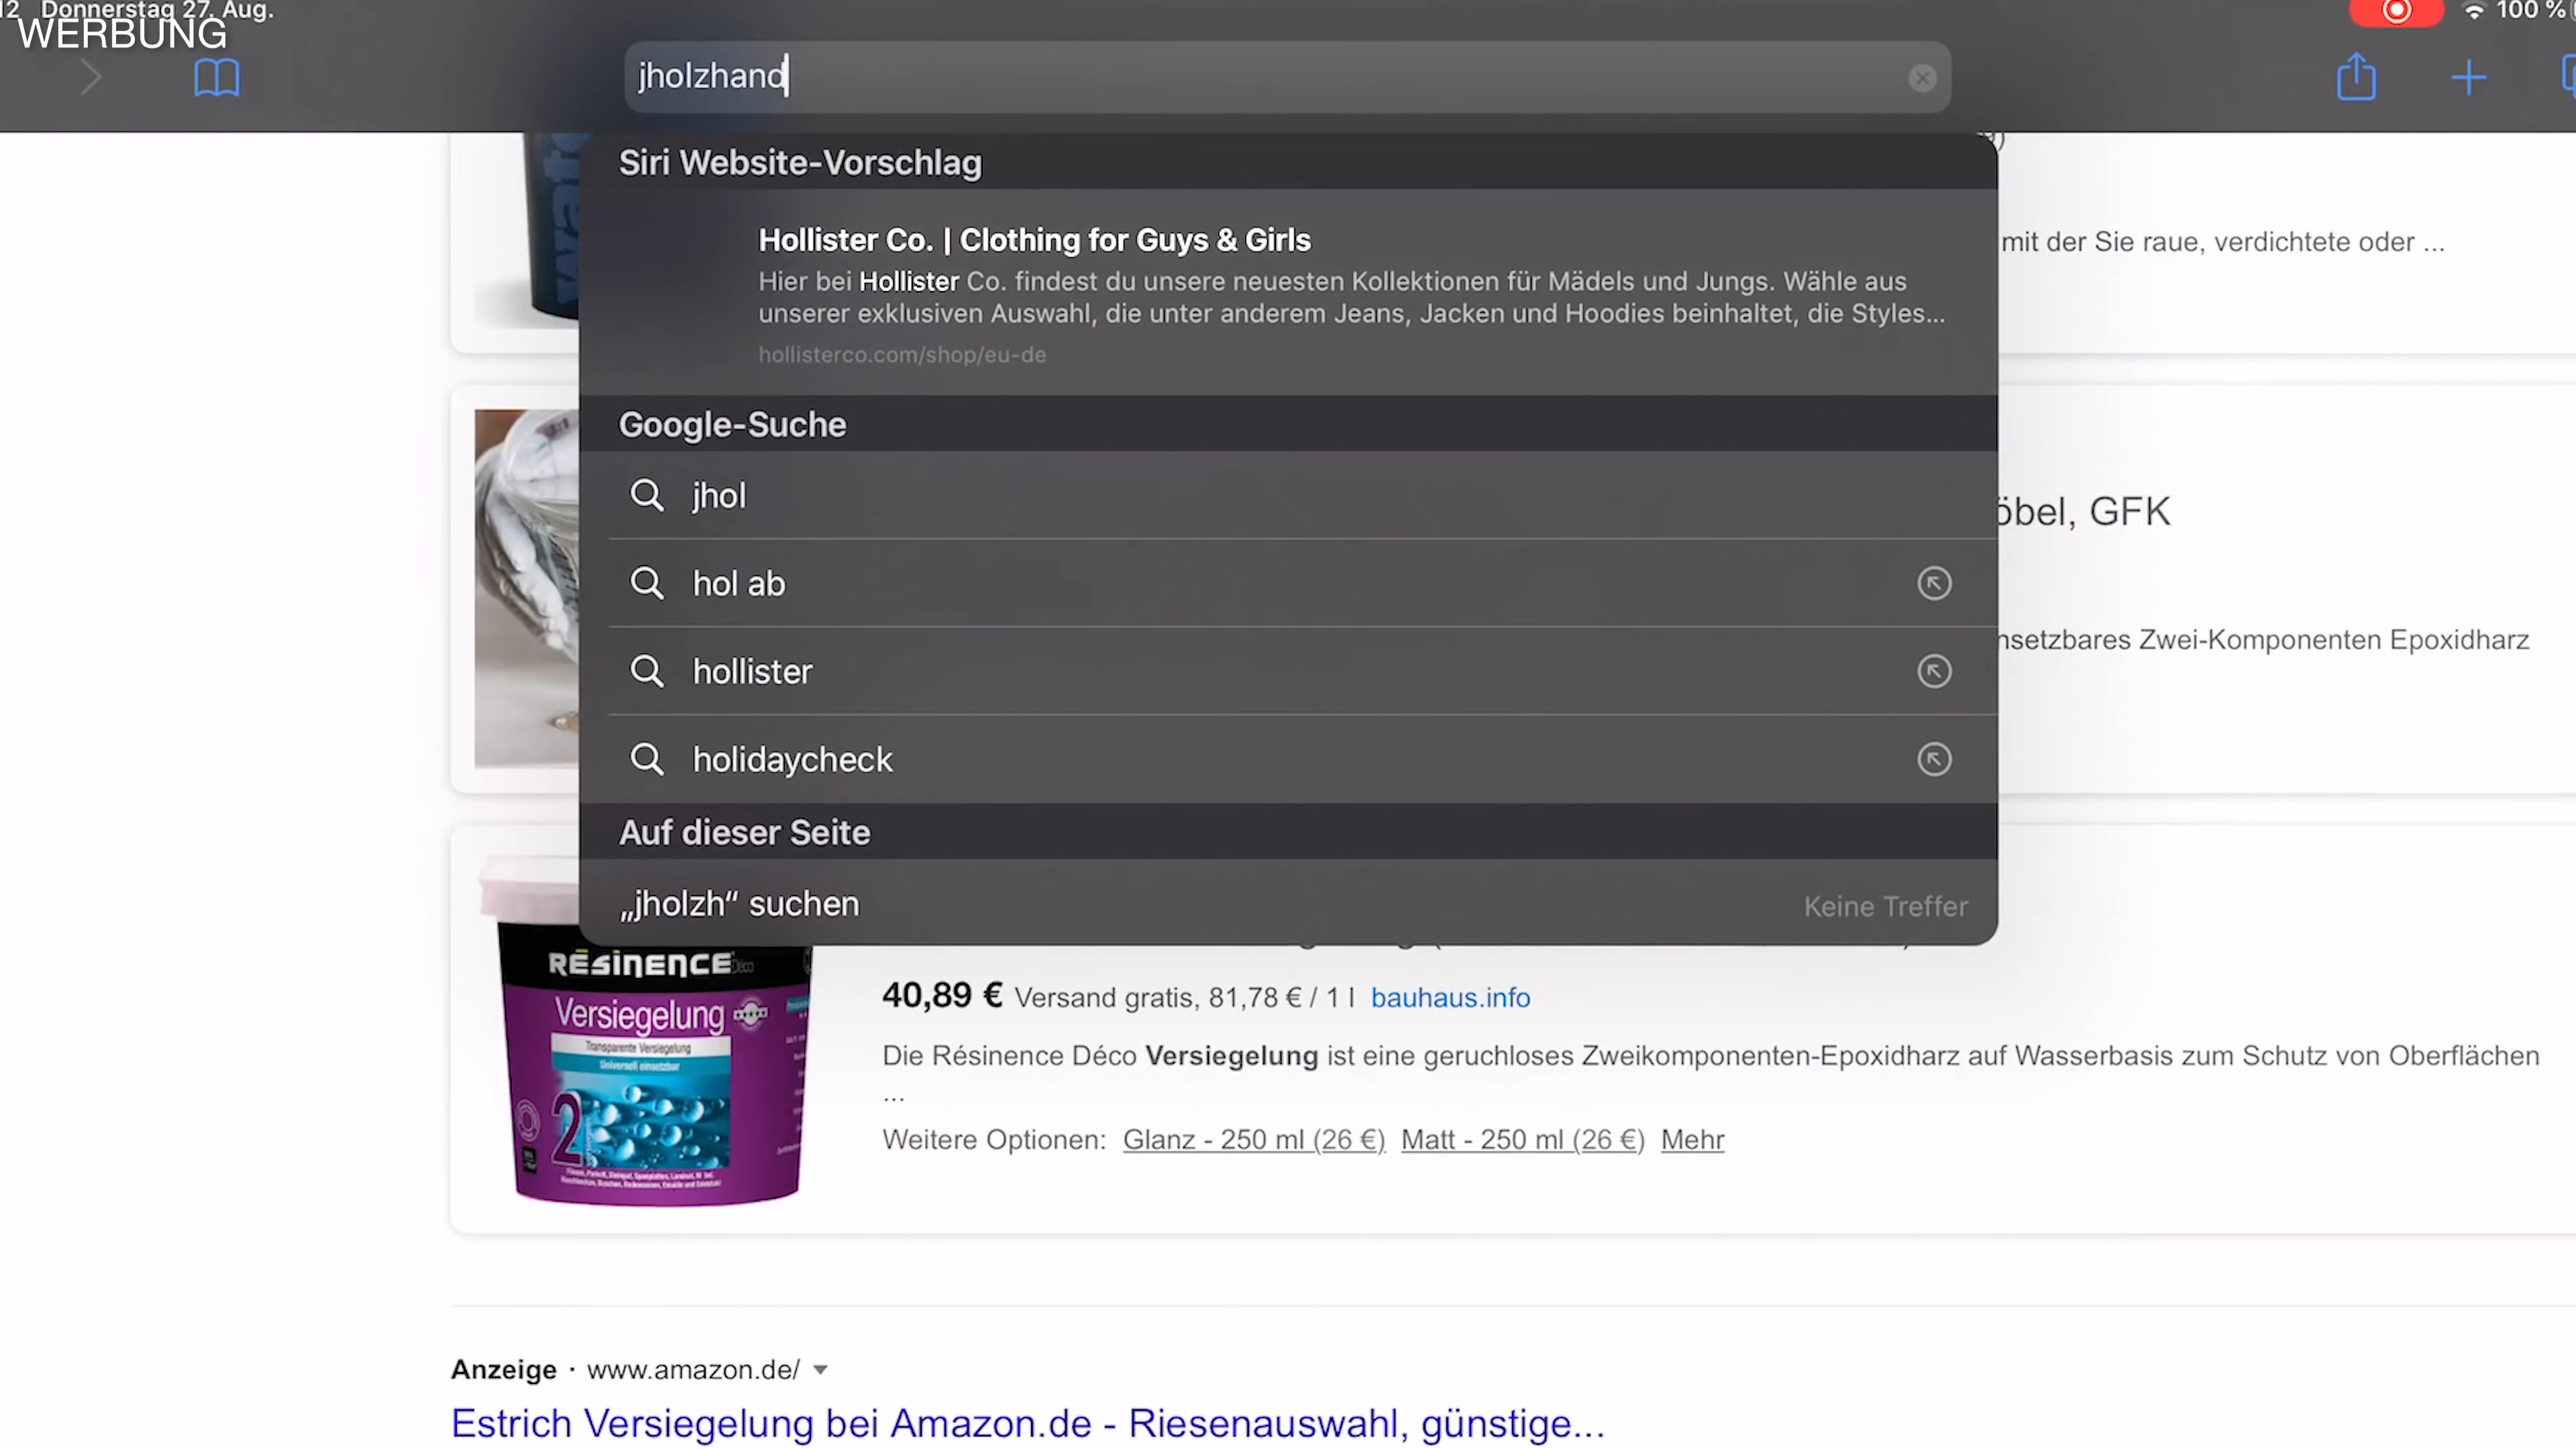 12 Donnerstag 27. Aug.
100 %
WERBUNG
jholzhand
Siri Website-Vorschlag
Hollister Co. | Clothing for Guys & Girls
Hier bei Hollister Co. findest du unsere neuesten Kollektionen für Mädels und Jungs. Wähle aus
unserer exklusiven Auswahl, die unter anderem Jeans, Jacken und Hoodies beinhaltet, die Styles...
hollisterco.com/shop/eu-de
mit der Sie raue, verdichtete oder ...
Google-Suche
jhol
öbel, GFK
hol ab
nsetzbares Zwei-Komponenten Epoxidharz
hollister
holidaycheck
Auf dieser Seite
„jholzh“ suchen
Keine Treffer
RÉSINENCE Déco
Versiegelung
Transparente Versiegelung
Universell einsetzbar
2
40,89 € Versand gratis, 81,78 € / 1 l bauhaus.info
Die Résinence Déco Versiegelung ist eine geruchloses Zweikomponenten-Epoxidharz auf Wasserbasis zum Schutz von Oberflächen
...
Weitere Optionen: Glanz - 250 ml (26 €) Matt - 250 ml (26 €) Mehr
Anzeige · www.amazon.de/
Estrich Versiegelung bei Amazon.de - Riesenauswahl, günstige...